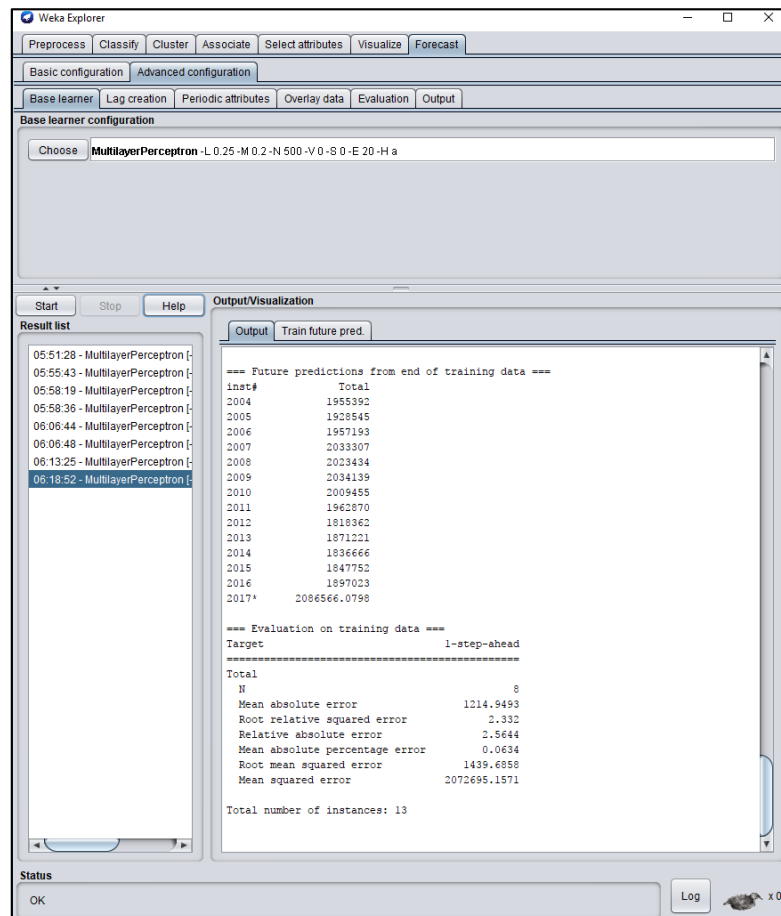 Weka Explorer
Preprocess Classify Cluster Associate Select attributes Visualize Forecast
Basic configuration Advanced configuration
Base learner Lag creation Periodic attributes Overlay data Evaluation Output
Base learner configuration
Choose MultilayerPerceptron -L 0.25 -M 0.2 -N 500 -V 0 -S 0 -E 20 -H a
Start Stop Help
Result list
05:51:28 - MultilayerPerceptron [-
05:55:43 - MultilayerPerceptron [-
05:58:19 - MultilayerPerceptron [-
05:58:36 - MultilayerPerceptron [-
06:06:44 - MultilayerPerceptron [-
06:06:48 - MultilayerPerceptron [-
06:13:25 - MultilayerPerceptron [-
06:18:52 - MultilayerPerceptron [-
Output/Visualization
Output Train future pred.
=== Future predictions from end of training data ===
inst# Total
2004 1955392
2005 1928545
2006 1957193
2007 2033307
2008 2023434
2009 2034139
2010 2009455
2011 1962870
2012 1818362
2013 1871221
2014 1836666
2015 1847752
2016 1897023
2017* 2086566.0798
=== Evaluation on training data ===
Target 1-step-ahead
=============================================
Total
N 8
Mean absolute error 1214.9493
Root relative squared error 2.332
Relative absolute error 2.5644
Mean absolute percentage error 0.0634
Root mean squared error 1439.6858
Mean squared error 2072695.1571
Total number of instances: 13
Status
OK
Log x 0